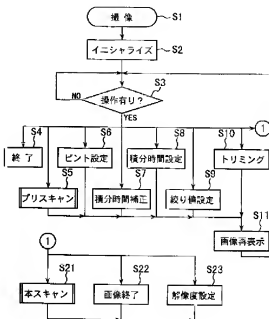 撮像 S1
イニシャライズ S2
S3
操作有り?
NO
YES
①
S4 S6 S8 S10
終了 ピント設定 積分時間設定 トリミング
S5 S7 S9
プリスキャン 積分時間補正 絞り値設定
S11
画像再表示
①
S21 S22 S23
本スキャン 画像終了 解像度設定